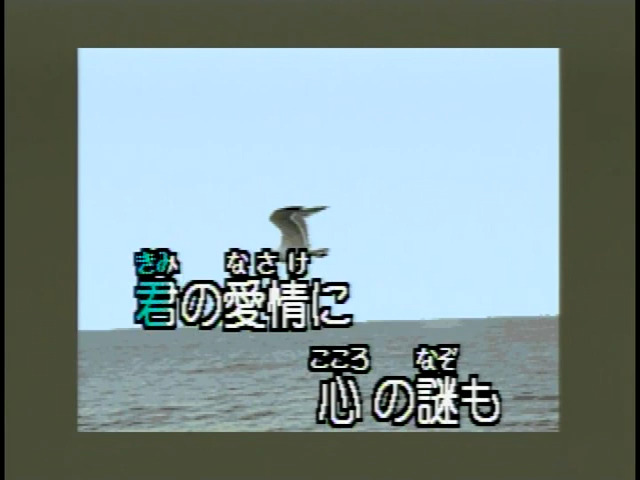 きみ なさけ
君の愛情に
こころ なぞ
心の謎も